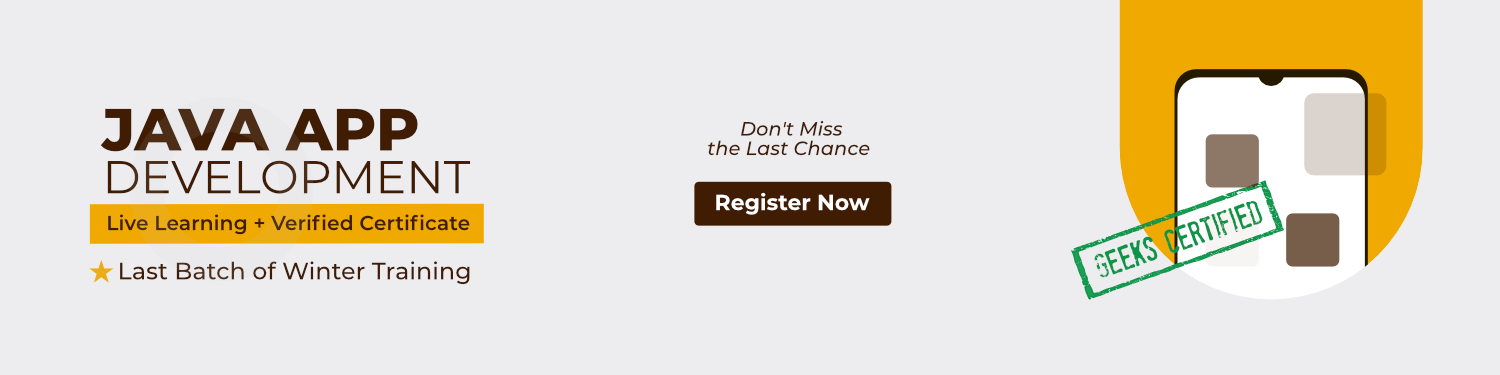 JAVA APP
DEVELOPMENT
Live Learning + Verified Certificate
Last Batch of Winter Training
Don't Miss
the Last Chance
Register Now
GEEKS CERTIFIED